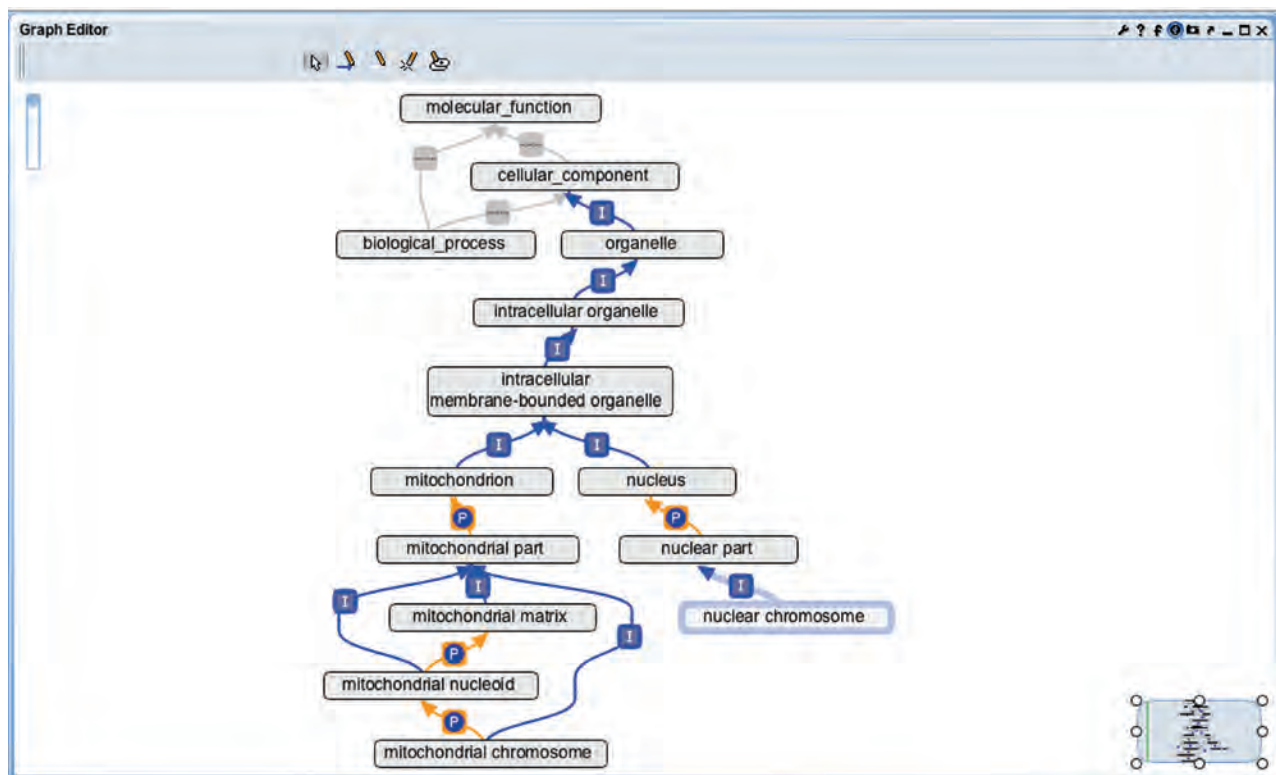 Graph Editor
? f
molecular_function
cellular_component
I
biological_process
organelle
I
intracellular organelle
I
intracellular
membrane-bounded organelle
I
I
mitochondrion
nucleus
P
P
mitochondrial part
nuclear part
I
I
I
mitochondrial matrix
nuclear chromosome
I
P
mitochondrial nucleoid
P
mitochondrial chromosome